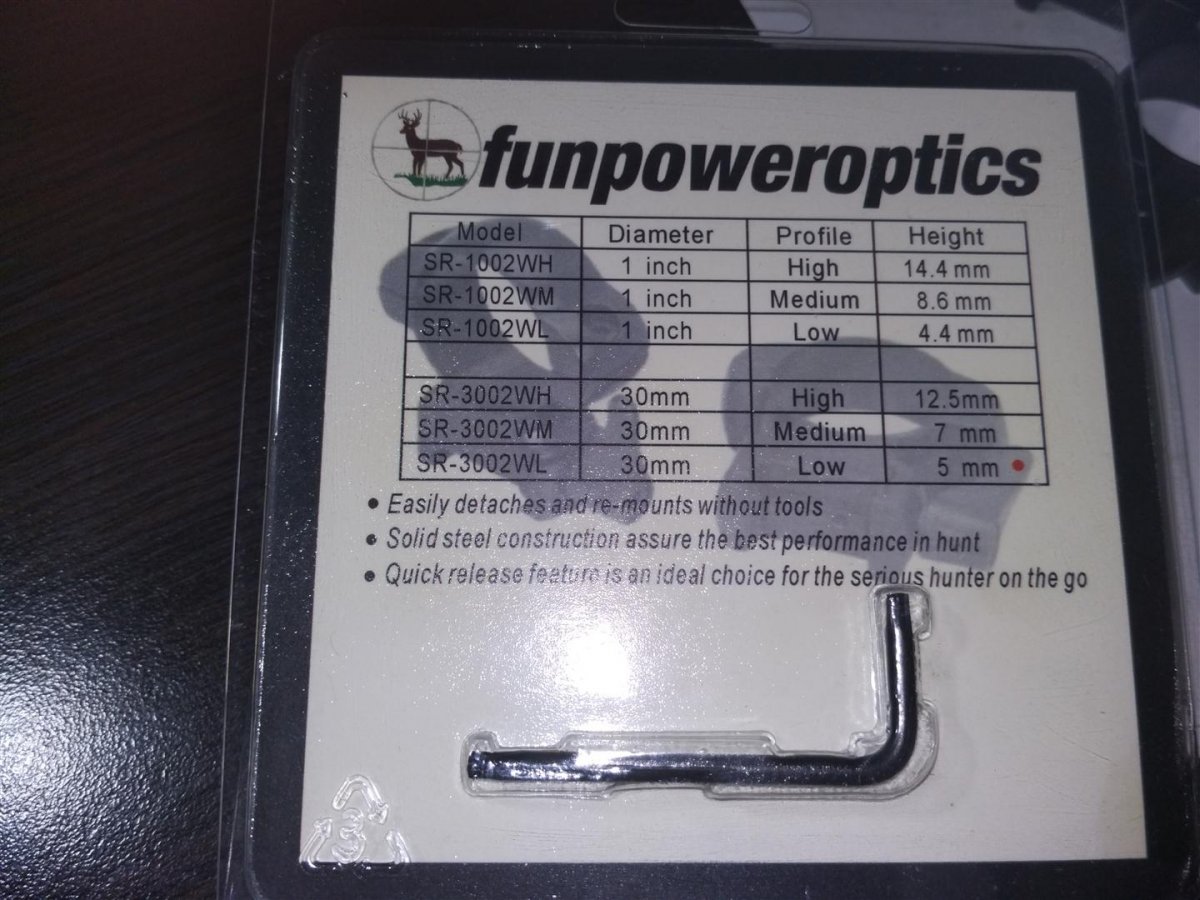 funpoweroptics
Model Diameter Profile Height
SR-1002WH 1 inch High 14.4 mm
SR-1002WM 1 inch Medium 8.6 mm
SR-1002WL 1 inch Low 4.4 mm
SR-3002WH 30mm High 12.5mm
SR-3002WM 30mm Medium 7 mm
SR-3002WL 30mm Low 5 mm
• Easily detaches and re-mounts without tools
• Solid steel construction assure the best performance in hunt
• Quick release feature is an ideal choice for the serious hunter on the go
3